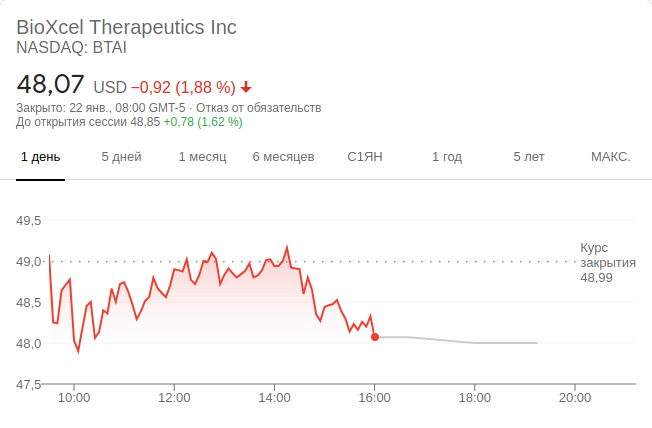 BioXcel Therapeutics Inc
NASDAQ: BTAI
48,07 USD −0,92 (1,88 %)
Закрыто: 22 янв., 08:00 GMT-5 · Отказ от обязательств
До открытия сессии 48,85 +0,78 (1,62 %)
1 день 5 дней 1 месяц 6 месяцев С1ЯН 1 год 5 лет МАКС.
49,5
49,0
48,5
48,0
47,5
Курс
закрытия
48,99
10:00 12:00 14:00 16:00 18:00 20:00